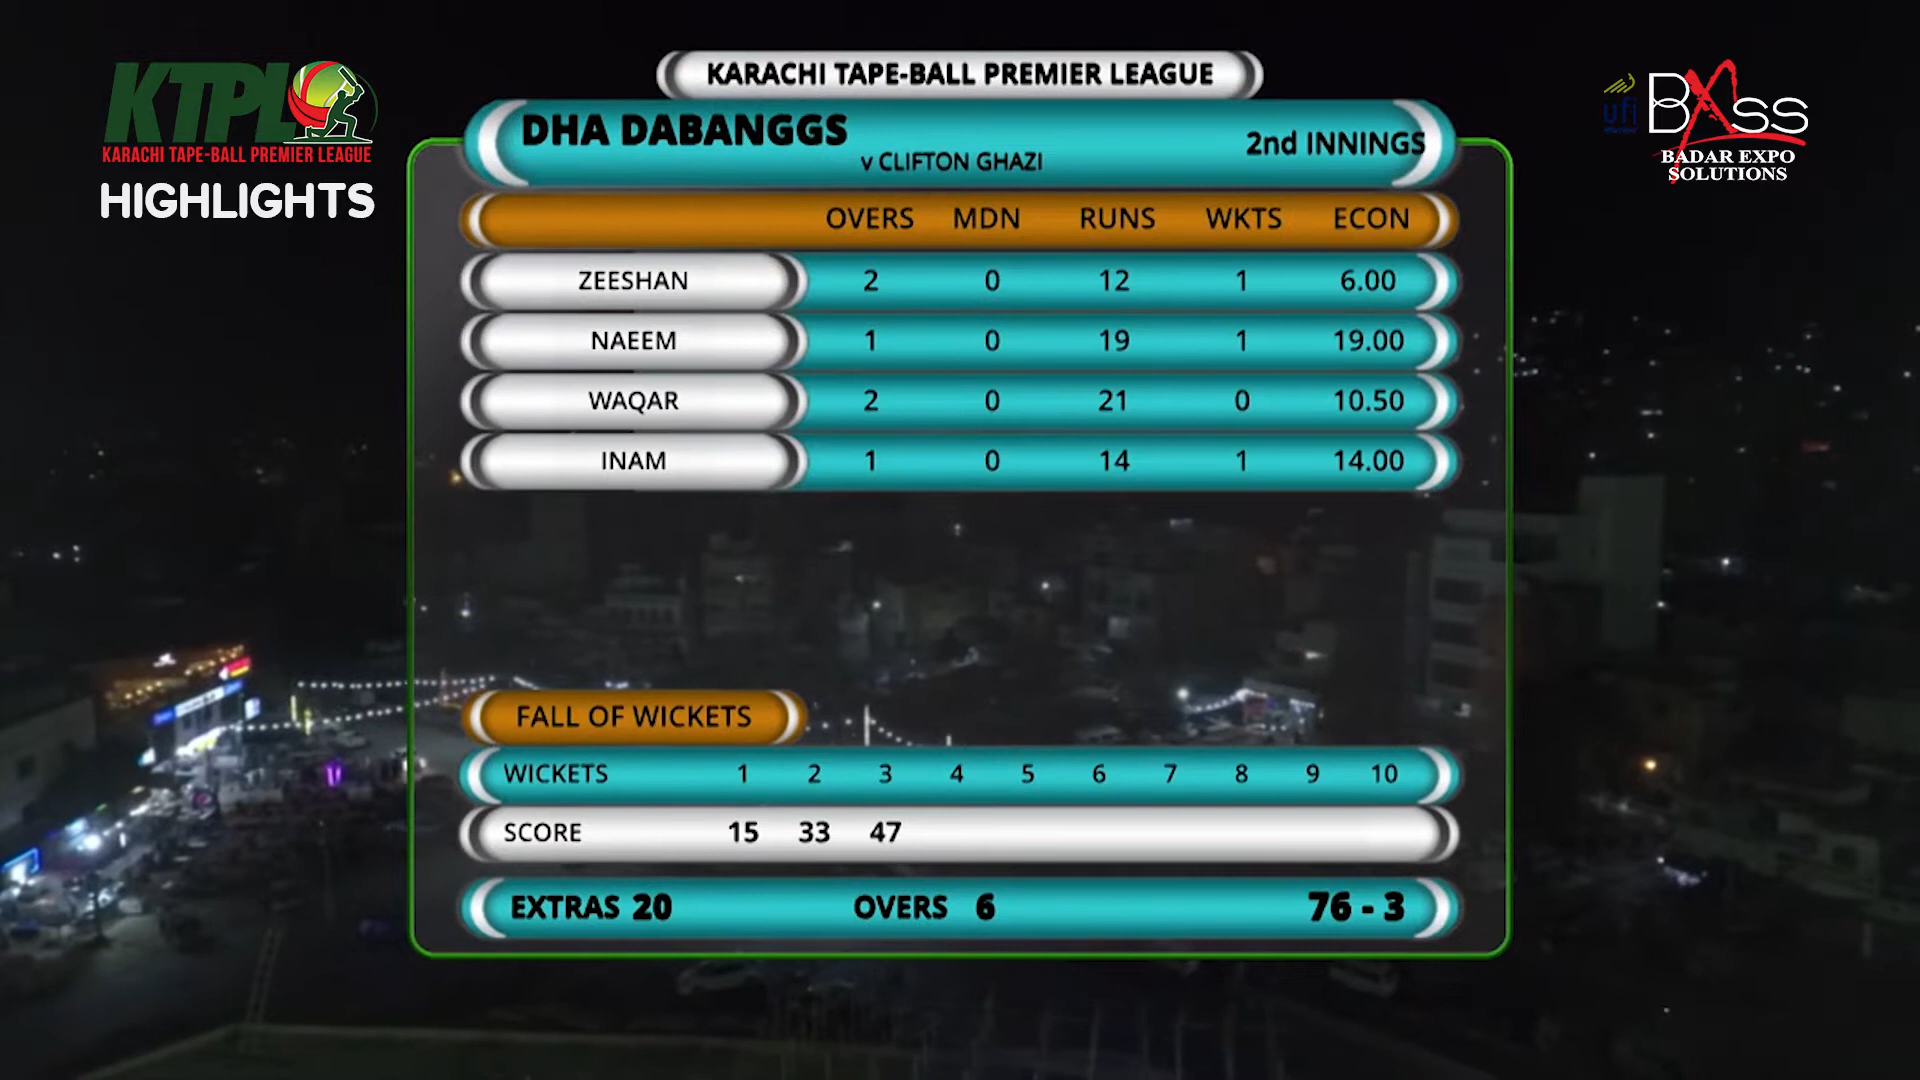 KARACHI TAPE-BALL PREMIER LEAGUE
KTPL
KARACHI TAPE-BALL PREMIER LEAGUE
HIGHLIGHTS
ufi
BASS
BADAR EXPO
SOLUTIONS
DHA DABANGGS
v CLIFTON GHAZI
2nd INNINGS
OVERS MDN RUNS WKTS ECON
ZEESHAN 2 0 12 1 6.00
NAEEM 1 0 19 1 19.00
WAQAR 2 0 21 0 10.50
INAM 1 0 14 1 14.00
FALL OF WICKETS
WICKETS 1 2 3 4 5 6 7 8 9 10
SCORE 15 33 47
EXTRAS 20 OVERS 6 76 - 3